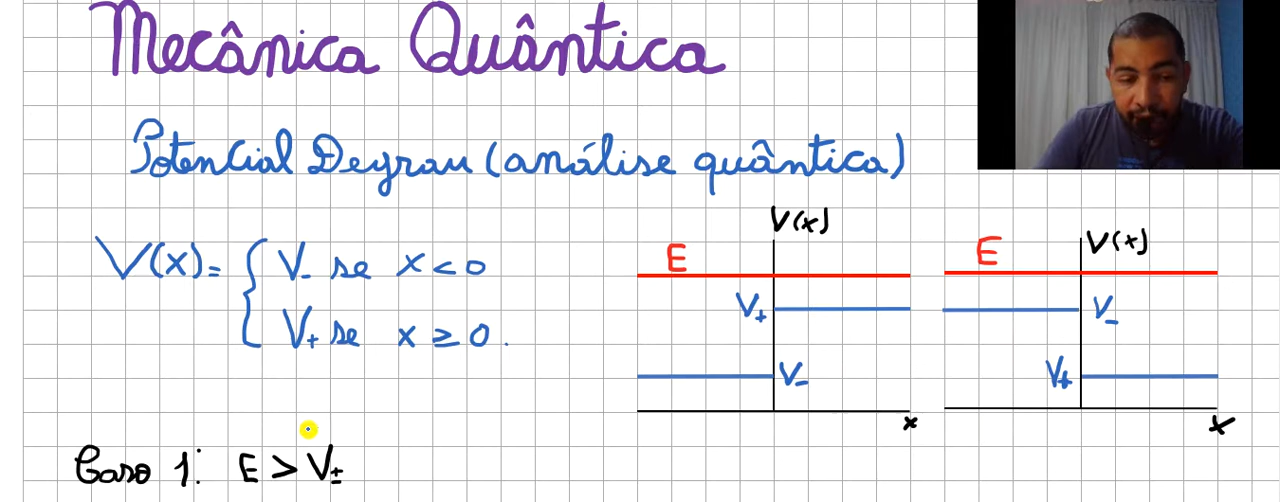 Mecânica Quântica
Potencial Degrau (análise quântica)
V(x) = { V₋ se x < 0
V₊ se x ≥ 0.
E
V(x)
V₊
V₋
x
E
V(x)
V₋
V₊
x
Caso 1: E > V±